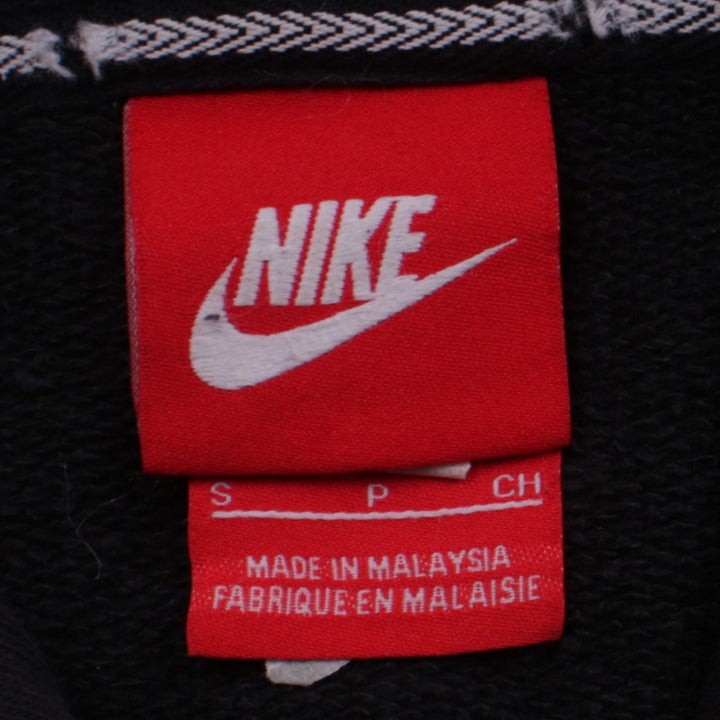 NIKE
S P CH
MADE IN MALAYSIA
FABRIQUE EN MALAISIE